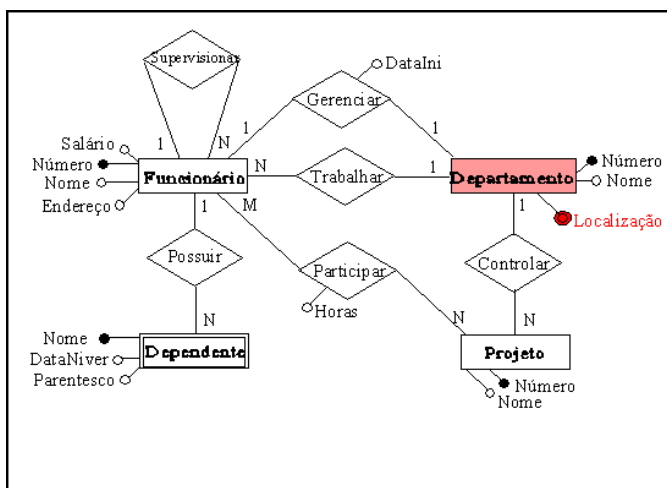 Supervisionar
DataIni
Gerenciar
1
1
Salário
1
N
Número
Nome
Endereço
Funcionário
N
Trabalhar
1
Departamento
Número
Nome
Localização
1
M
1
Possuir
Participar
Horas
Controlar
N
N
N
Nome
DataNiver
Parentesco
Dependente
Projeto
Número
Nome